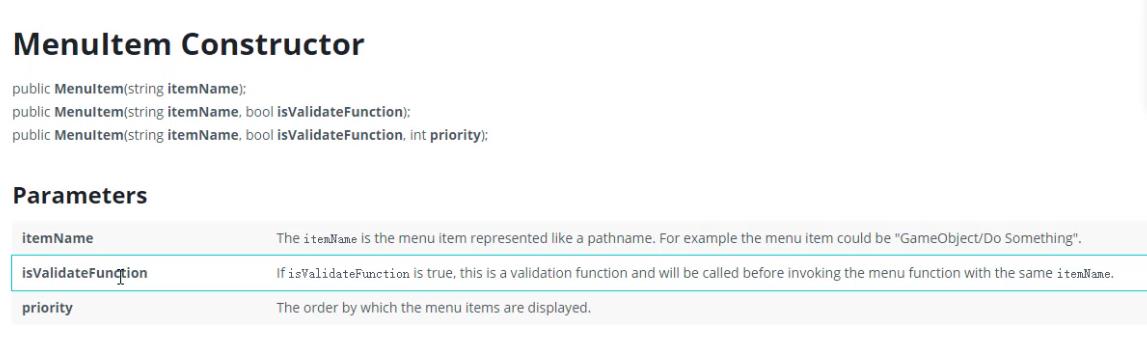 MenuItem Constructor
public MenuItem(string itemName);
public MenuItem(string itemName, bool isValidateFunction);
public MenuItem(string itemName, bool isValidateFunction, int priority);
Parameters
itemName The itemName is the menu item represented like a pathname. For example the menu item could be "GameObject/Do Something".
isValidateFunction If isValidateFunction is true, this is a validation function and will be called before invoking the menu function with the same itemName.
priority The order by which the menu items are displayed.